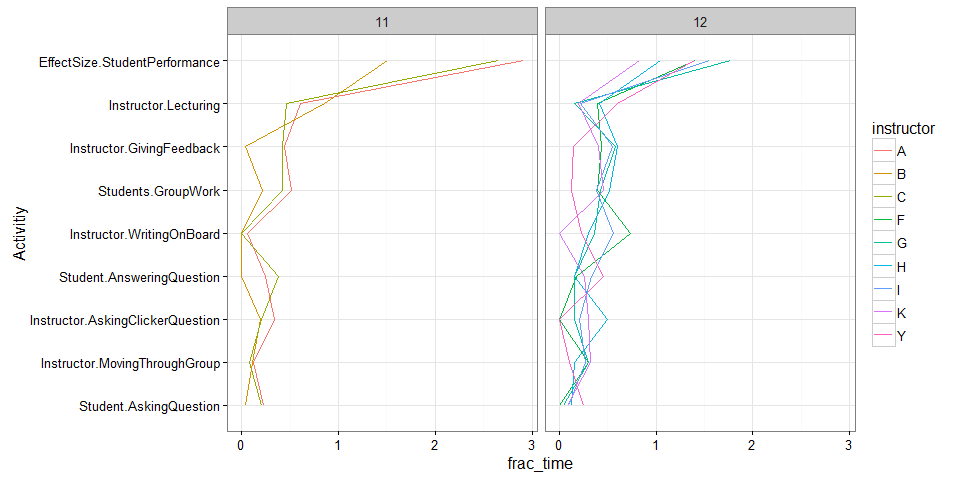 11
12
EffectSize.StudentPerformance
Instructor.Lecturing
Instructor.GivingFeedback
Students.GroupWork
Instructor.WritingOnBoard
Student.AnsweringQuestion
Instructor.AskingClickerQuestion
Instructor.MovingThroughGroup
Student.AskingQuestion
Activitiy
0 1 2 3
0 1 2 3
frac_time
instructor
A
B
C
F
G
H
I
K
Y